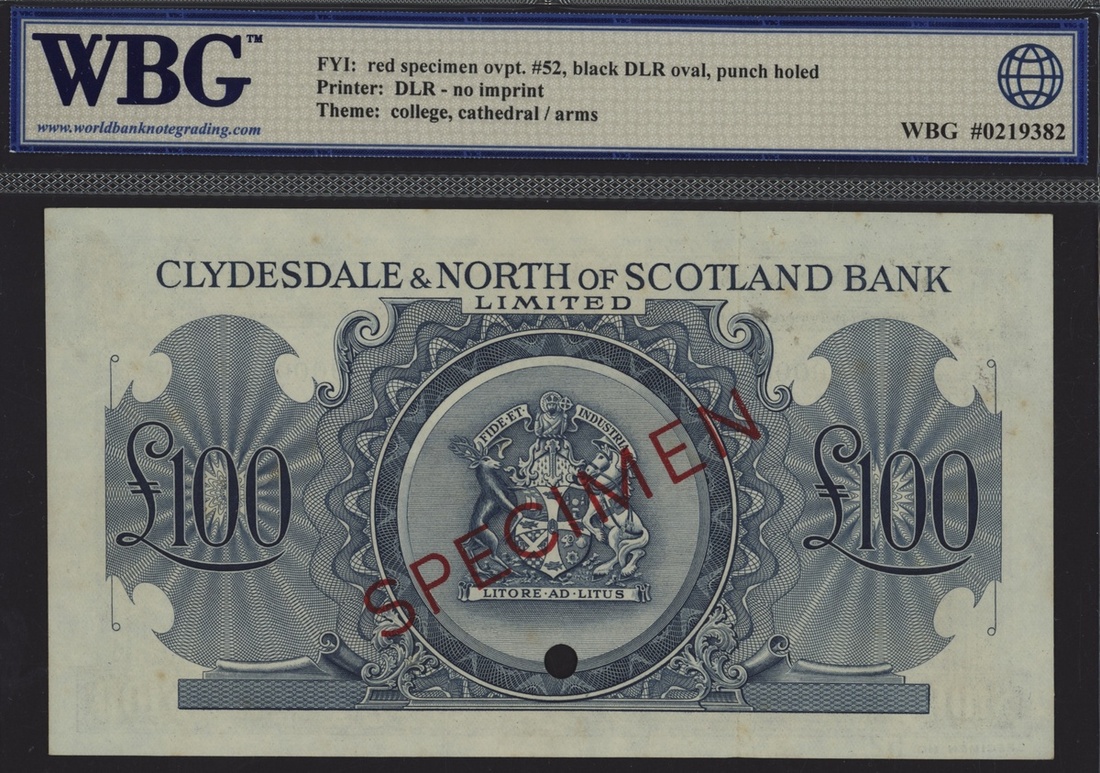 WBG™
www.worldbanknotegrading.com
FYI: red specimen ovpt. #52, black DLR oval, punch holed
Printer: DLR - no imprint
Theme: college, cathedral / arms
WBG #0219382
CLYDESDALE & NORTH OF SCOTLAND BANK
LIMITED
FIDE·ET INDUSTRIA
£100
£100
SPECIMEN
LITORE·AD·LITUS